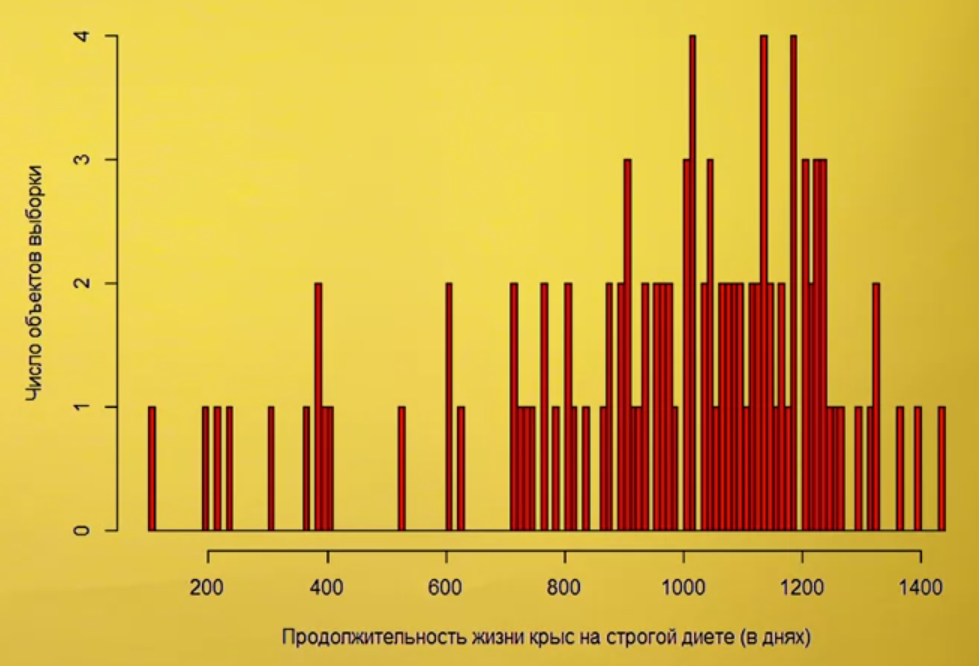 Число объектов выборки
4
3
2
1
0
200 400 600 800 1000 1200 1400
Продолжительность жизни крыс на строгой диете (в днях)